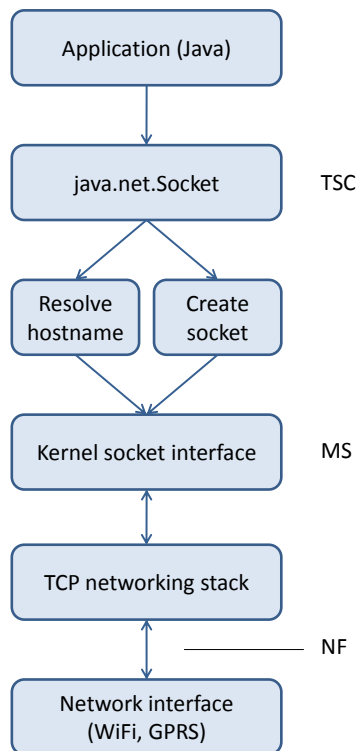 Application (Java)
java.net.Socket
TSC
Resolve
hostname
Create
socket
Kernel socket interface
MS
TCP networking stack
NF
Network interface
(WiFi, GPRS)